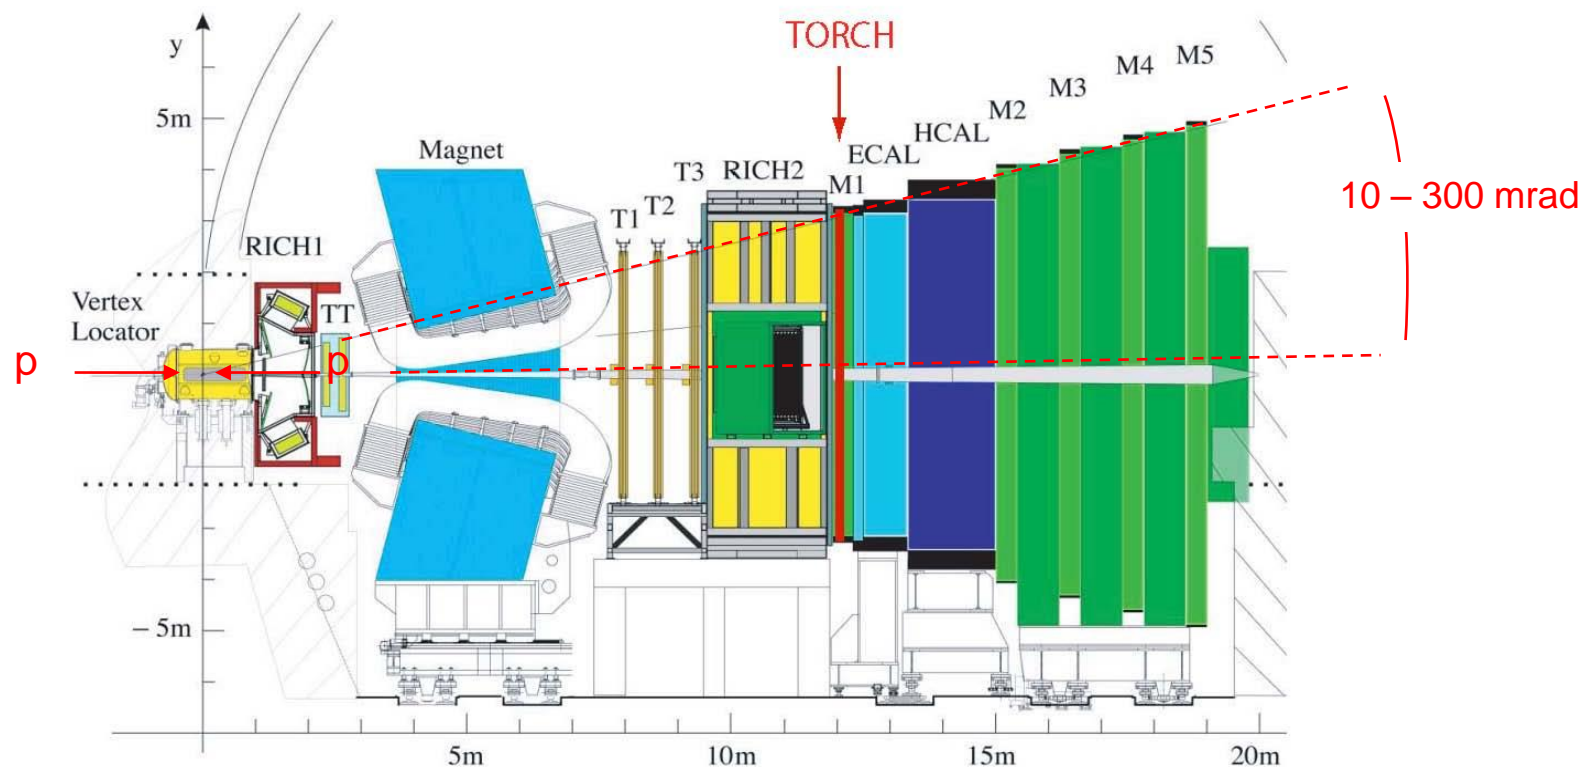 TORCH
y
5m
Magnet
T3
RICH2
M1
ECAL
HCAL
M2
M3
M4
M5
10 – 300 mrad
T1
T2
RICH1
TT
Vertex
Locator
p
p
– 5m
5m
10m
15m
20m